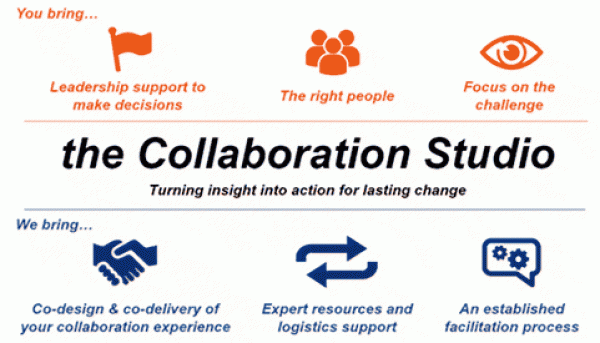 You bring...
Leadership support to
make decisions
The right people
Focus on the
challenge
the Collaboration Studio
Turning insight into action for lasting change
We bring...
Co-design & co-delivery of
your collaboration experience
Expert resources and
logistics support
An established
facilitation process